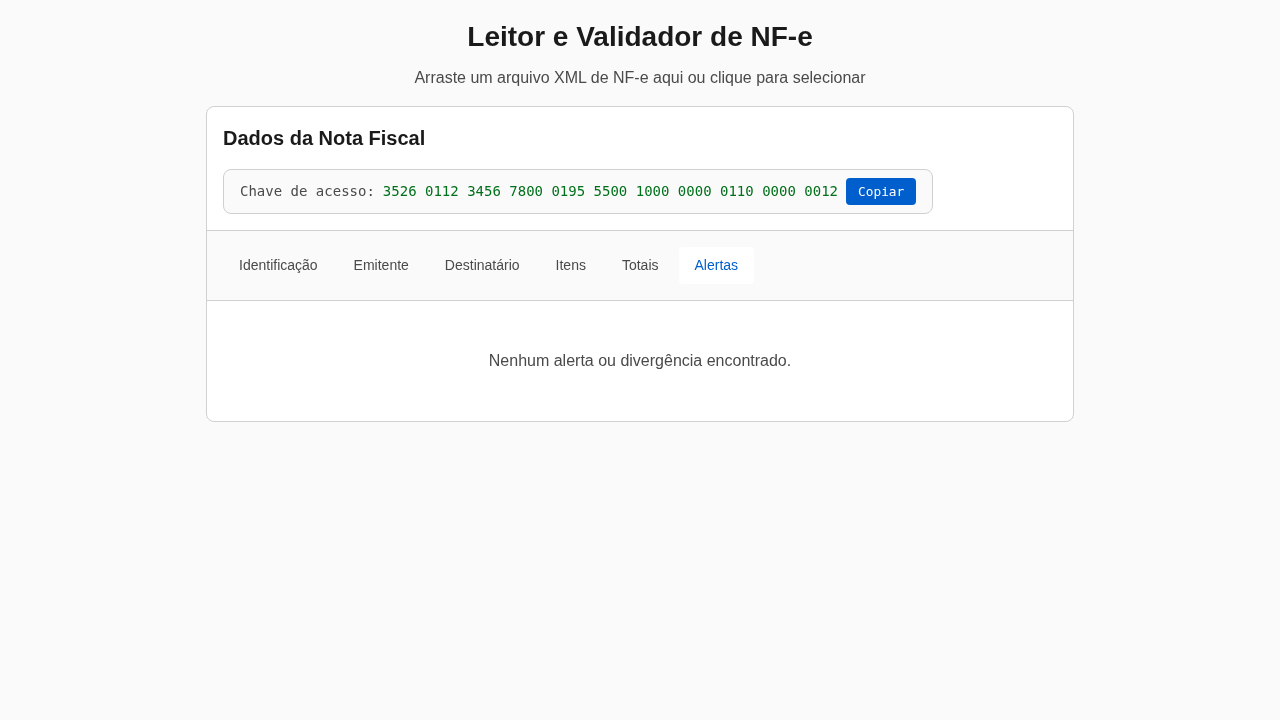 Leitor e Validador de NF-e
Arraste um arquivo XML de NF-e aqui ou clique para selecionar
Dados da Nota Fiscal
Chave de acesso: 3526 0112 3456 7800 0195 5500 1000 0000 0110 0000 0012 Copiar
Identificação Emitente Destinatário Itens Totais Alertas
Nenhum alerta ou divergência encontrado.